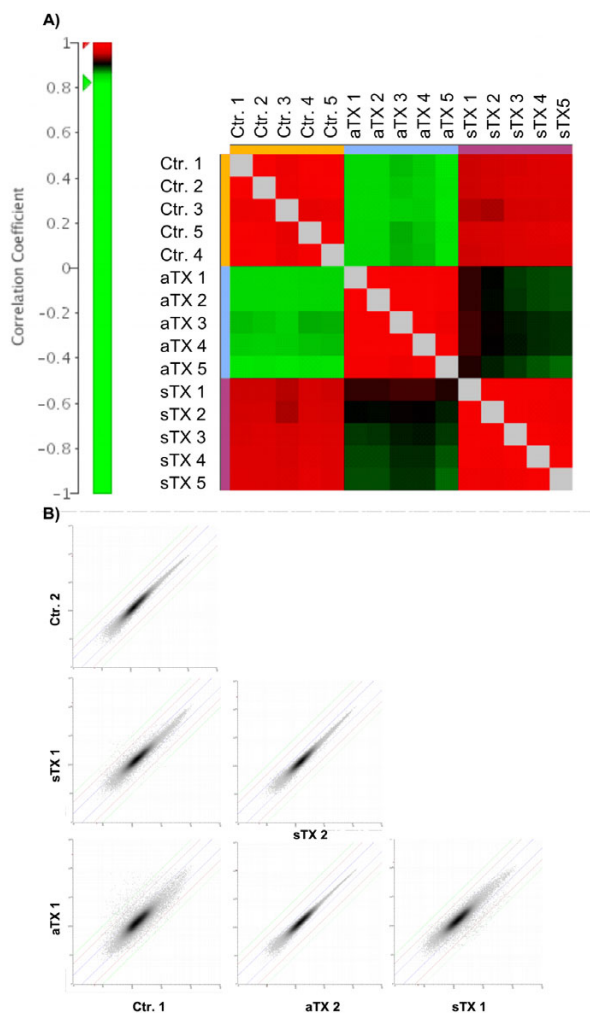 A)
1
0.8
0.6
0.4
0.2
0
−0.2
−0.4
−0.6
−0.8
−1
Correlation Coefficient
Ctr. 1
Ctr. 2
Ctr. 3
Ctr. 4
Ctr. 5
aTX 1
aTX 2
aTX 3
aTX 4
aTX 5
sTX 1
sTX 2
sTX 3
sTX 4
sTX5
Ctr. 1
Ctr. 2
Ctr. 3
Ctr. 5
Ctr. 4
aTX 1
aTX 2
aTX 3
aTX 4
aTX 5
sTX 1
sTX 2
sTX 3
sTX 4
sTX 5
B)
Ctr. 2
sTX 1
sTX 2
aTX 1
Ctr. 1
aTX 2
sTX 1